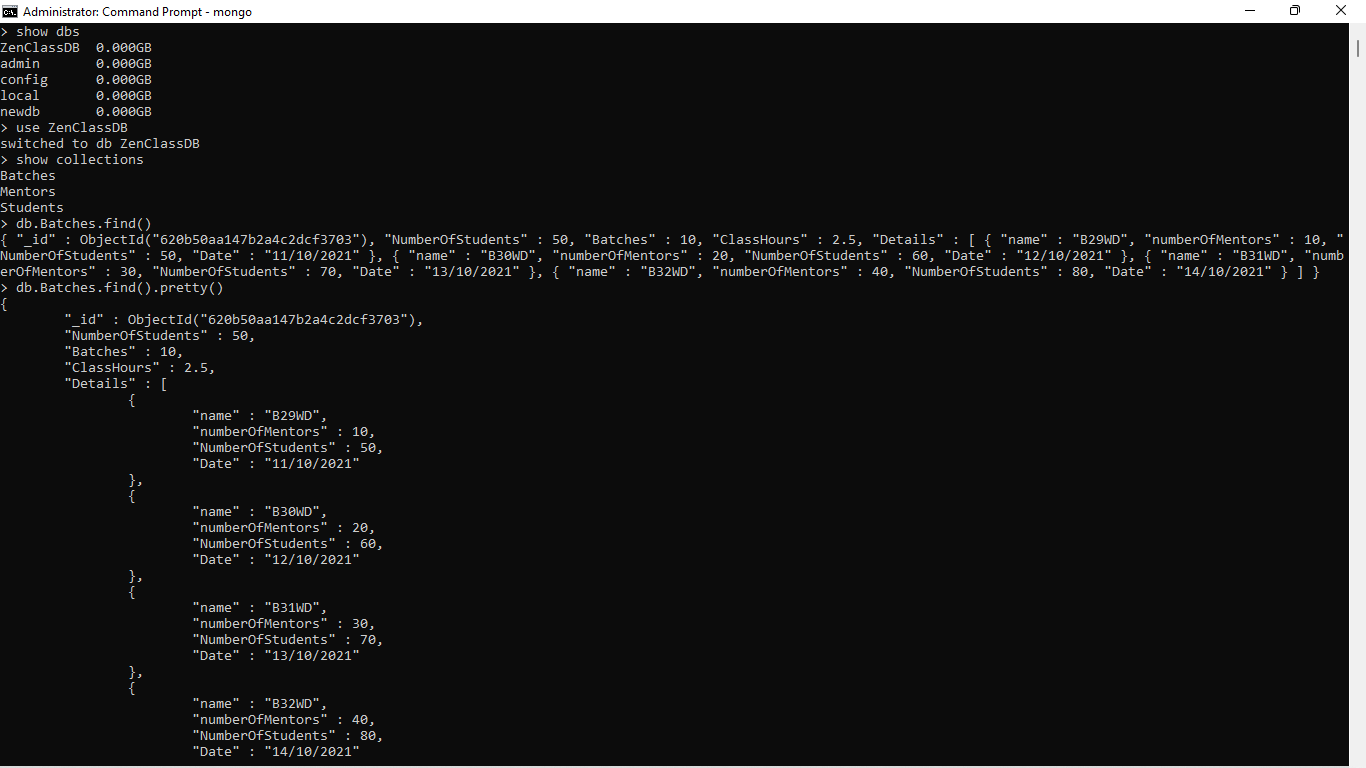 Administrator: Command Prompt - mongo
> show dbs
ZenClassDB  0.000GB
admin       0.000GB
config      0.000GB
local       0.000GB
newdb       0.000GB
> use ZenClassDB
switched to db ZenClassDB
> show collections
Batches
Mentors
Students
> db.Batches.find()
{ "_id" : ObjectId("620b50aa147b2a4c2dcf3703"), "NumberOfStudents" : 50, "Batches" : 10, "ClassHours" : 2.5, "Details" : [ { "name" : "B29WD", "numberOfMentors" : 10, "
NumberOfStudents" : 50, "Date" : "11/10/2021" }, { "name" : "B30WD", "numberOfMentors" : 20, "NumberOfStudents" : 60, "Date" : "12/10/2021" }, { "name" : "B31WD", "numb
erOfMentors" : 30, "NumberOfStudents" : 70, "Date" : "13/10/2021" }, { "name" : "B32WD", "numberOfMentors" : 40, "NumberOfStudents" : 80, "Date" : "14/10/2021" } ] }
> db.Batches.find().pretty()
{
        "_id" : ObjectId("620b50aa147b2a4c2dcf3703"),
        "NumberOfStudents" : 50,
        "Batches" : 10,
        "ClassHours" : 2.5,
        "Details" : [
                {
                        "name" : "B29WD",
                        "numberOfMentors" : 10,
                        "NumberOfStudents" : 50,
                        "Date" : "11/10/2021"
                },
                {
                        "name" : "B30WD",
                        "numberOfMentors" : 20,
                        "NumberOfStudents" : 60,
                        "Date" : "12/10/2021"
                },
                {
                        "name" : "B31WD",
                        "numberOfMentors" : 30,
                        "NumberOfStudents" : 70,
                        "Date" : "13/10/2021"
                },
                {
                        "name" : "B32WD",
                        "numberOfMentors" : 40,
                        "NumberOfStudents" : 80,
                        "Date" : "14/10/2021"